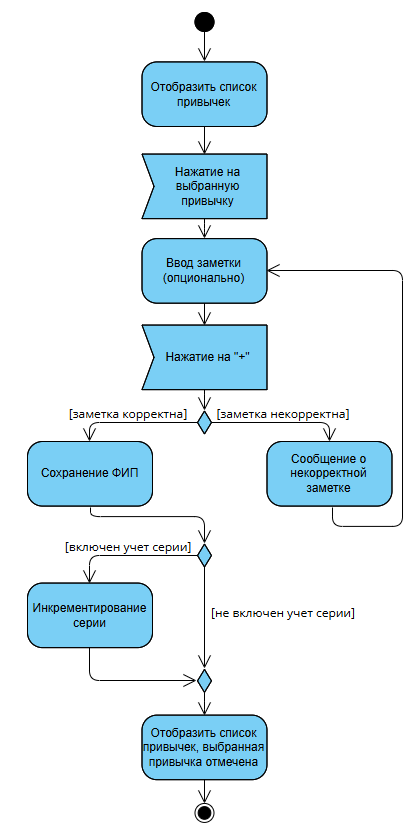 Отобразить список
привычек
Нажатие на
выбранную
привычку
Ввод заметки
(опционально)
Нажатие на "+"
[заметка корректна]
[заметка некорректна]
Сохранение ФИП
Сообщение о
некорректной
заметке
[включен учет серии]
Инкрементирование
серии
[не включен учет серии]
Отобразить список
привычек, выбранная
привычка отмечена